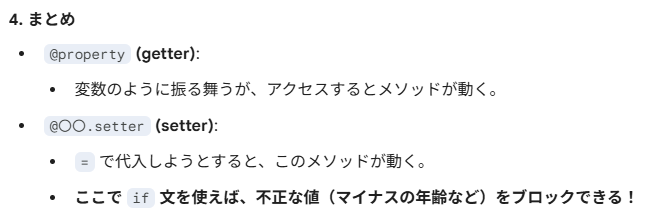 4. まとめ
• @property (getter):
• 変数のように振る舞うが、アクセスするとメソッドが動く。
• @〇〇.setter (setter):
• = で代入しようとすると、このメソッドが動く。
• ここで if 文を使えば、不正な値（マイナスの年齢など）をブロックできる！